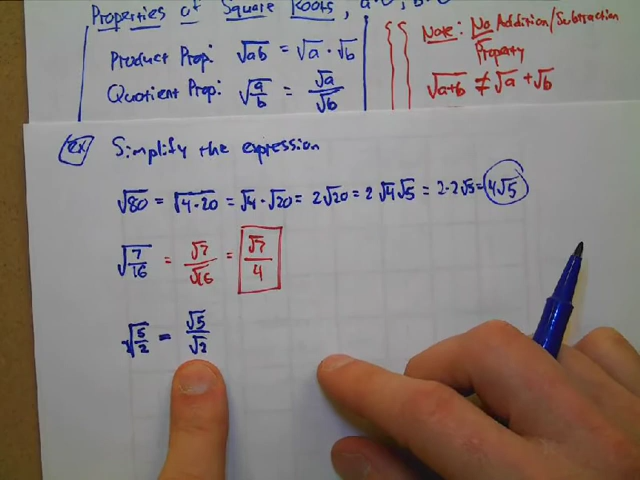 Properties of Square Roots,
Product Prop: √ab = √a · √b
Quotient Prop: √a/b = √a/√b
Note: No Addition/Subtraction
Property
√a+b ≠ √a + √b
ex Simplify the expression
√80 = √4·20 = √4 · √20 = 2√20 = 2√4√5 = 2·2√5 = 4√5
√7/16 = √7/√16 = √7/4
√5/2 = √5/√2